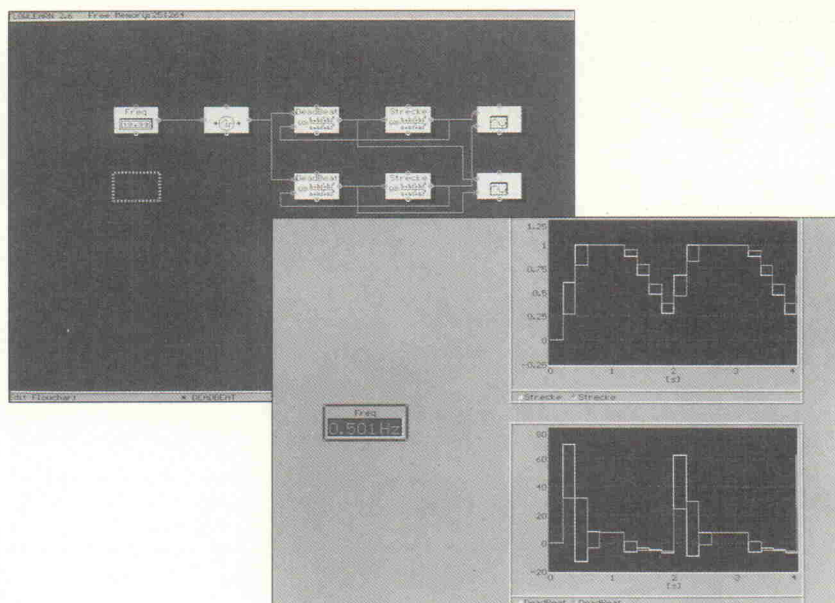 Free Memory:251264
Freq
DeadBeat
Strecke
DeadBeat
Strecke
* DEADBEAT
Freq
0.501Hz
1.25
1
0.75
0.5
0.25
0
-0.25
0 1 2 3 4
[s]
Strecke Strecke
80
60
40
20
0
-20
0 1 2 3 4
[s]
DeadBeat DeadBeat